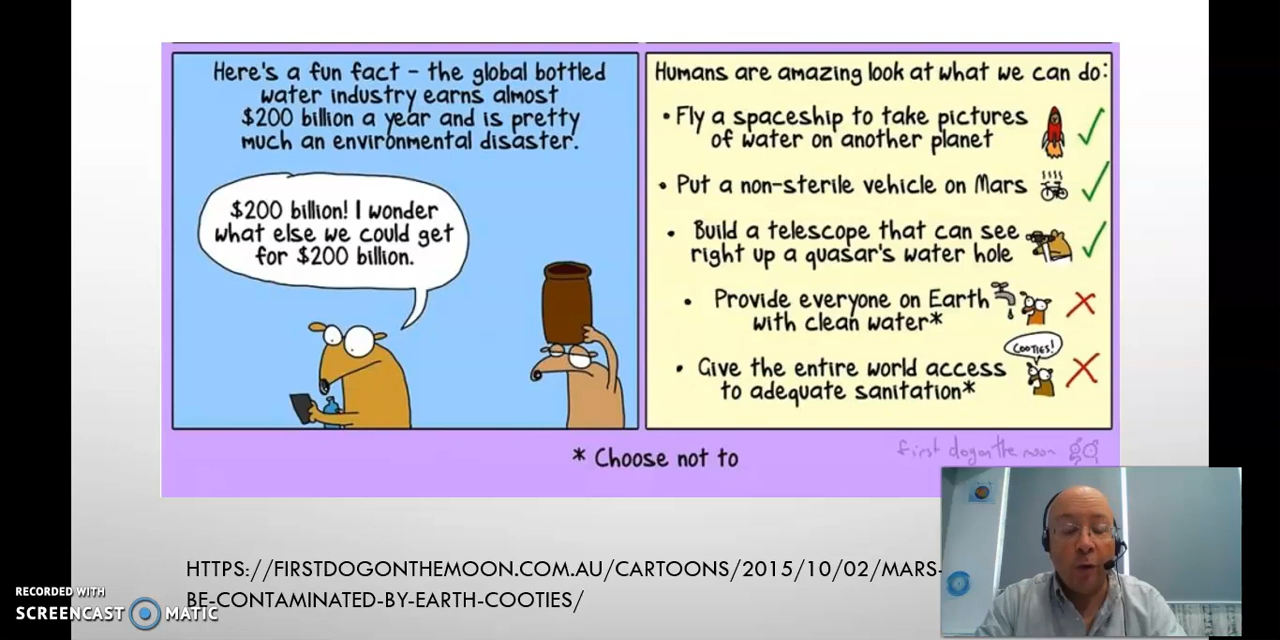 Here's a fun fact – the global bottled
water industry earns almost
$200 billion a year and is pretty
much an environmental disaster.
$200 billion! I wonder
what else we could get
for $200 billion.
Humans are amazing look at what we can do:
• Fly a spaceship to take pictures
of water on another planet
• Put a non-sterile vehicle on Mars
• Build a telescope that can see
right up a quasar's water hole
• Provide everyone on Earth
with clean water*
COOTIES!
• Give the entire world access
to adequate sanitation*
* Choose not to
first dog on the moon
HTTPS://FIRSTDOGONTHEMOON.COM.AU/CARTOONS/2015/10/02/MARS-
BE-CONTAMINATED-BY-EARTH-COOTIES/
RECORDED WITH
SCREENCAST MATIC